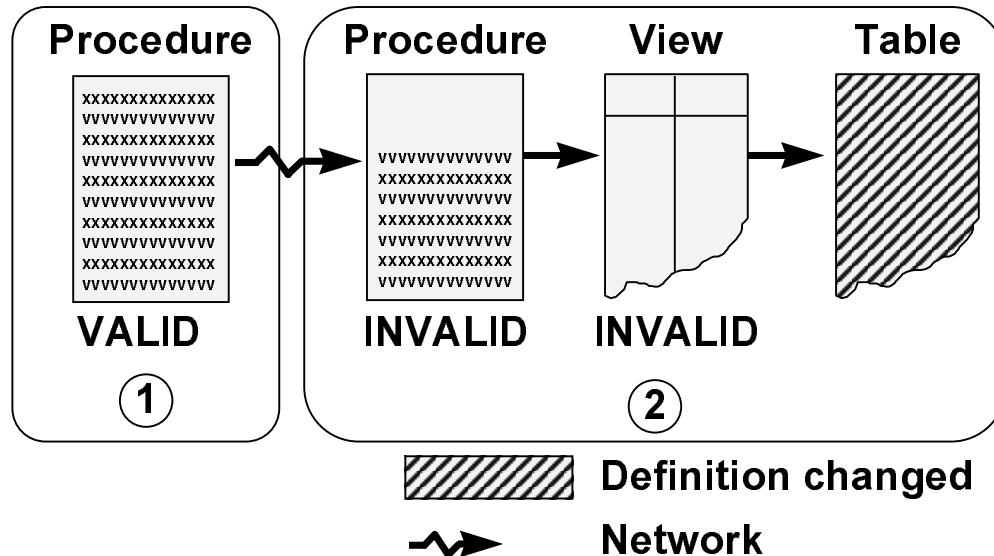 Procedure
XXXXXXXXXXXXXX
VVVVVVVVVVVVVV
XXXXXXXXXXXXXX
VVVVVVVVVVVVVV
XXXXXXXXXXXXXX
VVVVVVVVVVVVVV
XXXXXXXXXXXXXX
VVVVVVVVVVVVVV
XXXXXXXXXXXXXX
VVVVVVVVVVVVVV
VALID
1
Procedure View Table
VVVVVVVVVVVVVV
XXXXXXXXXXXXXX
VVVVVVVVVVVVVV
XXXXXXXXXXXXXX
VVVVVVVVVVVVVV
XXXXXXXXXXXXXX
VVVVVVVVVVVVVV
INVALID INVALID
2
Definition changed
Network